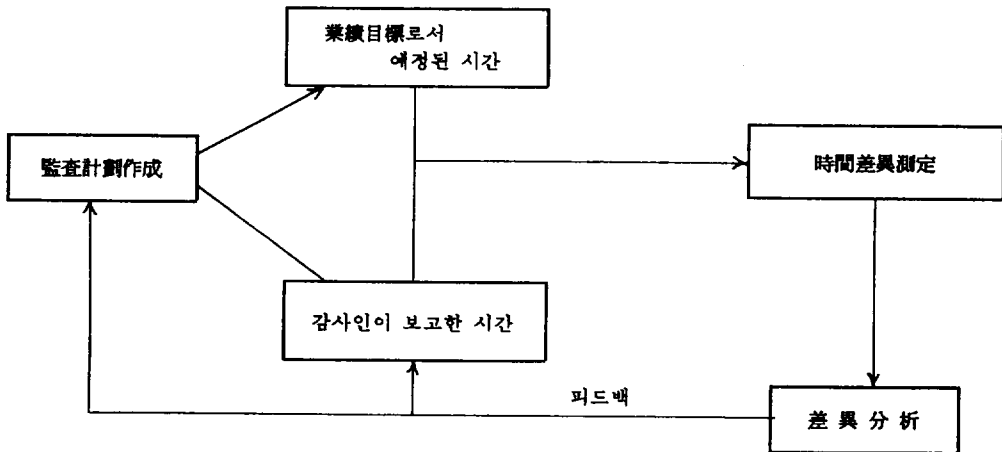 業績目標로서
예정된 시간
監査計劃作成
時間差異測定
감사인이 보고한 시간
피드백
差異分析